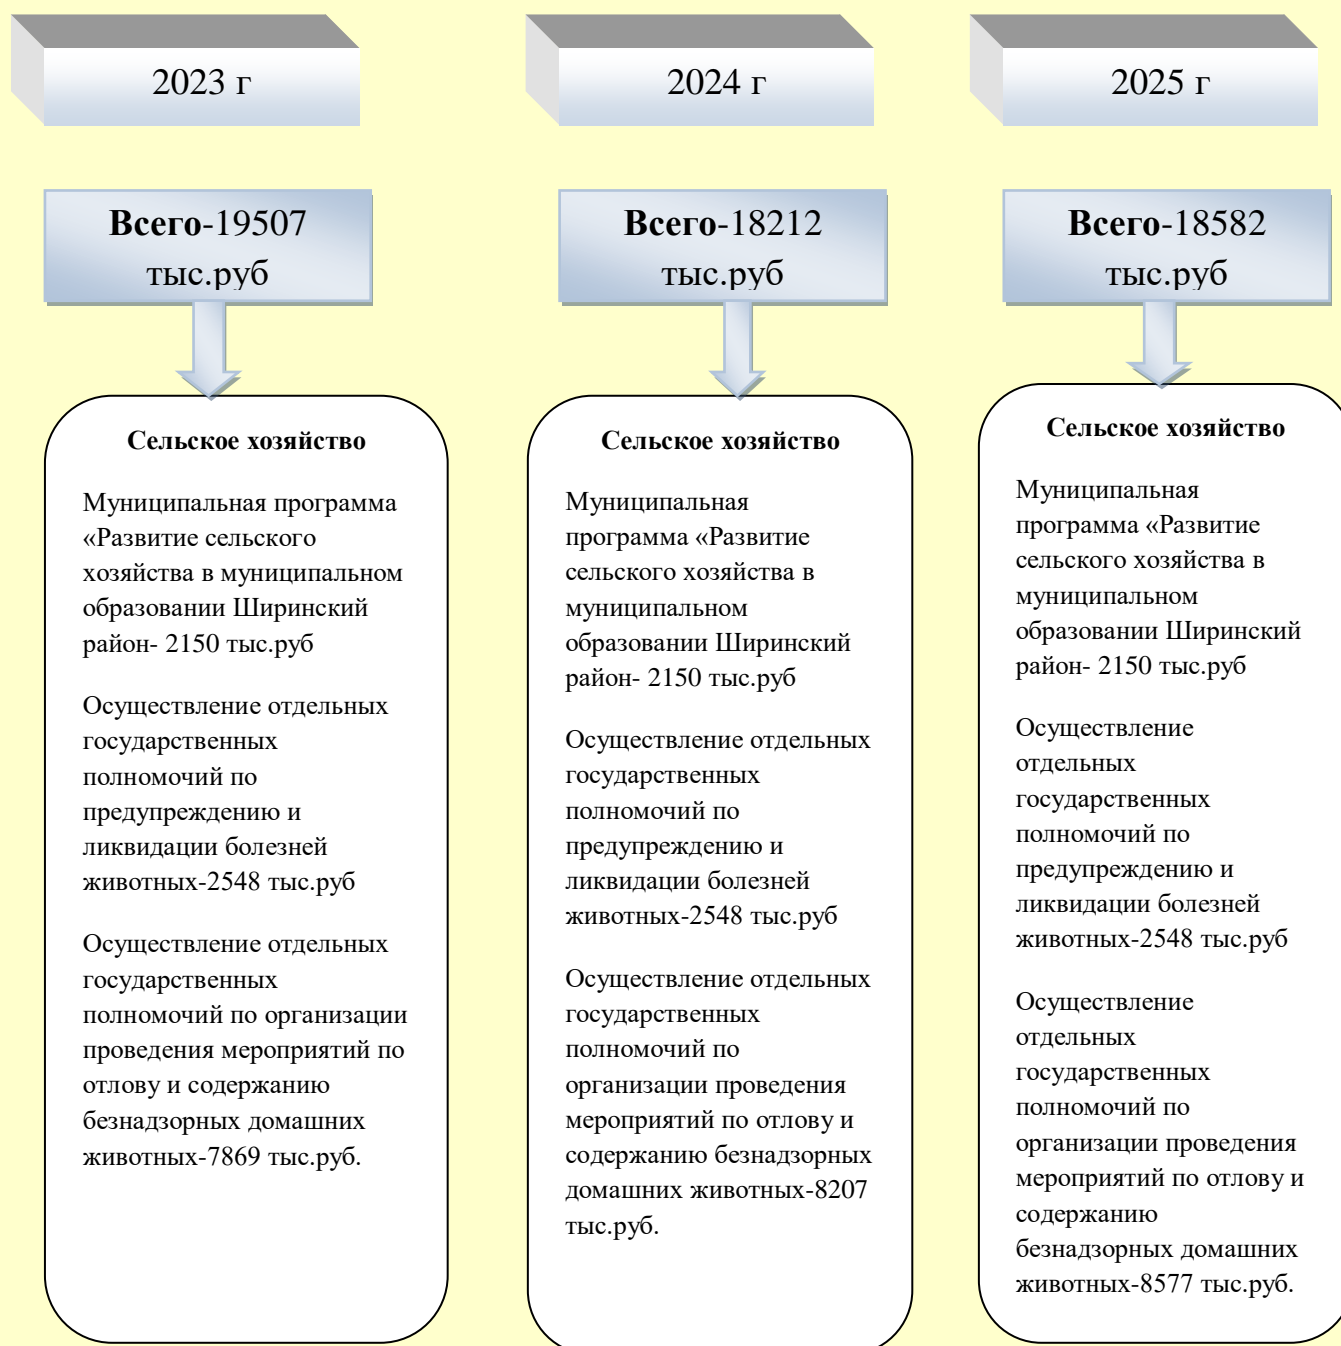 2023 г
2024 г
2025 г
Всего-19507
тыс.руб
Всего-18212
тыс.руб
Всего-18582
тыс.руб
Сельское хозяйство
Муниципальная программа
«Развитие сельского
хозяйства в муниципальном
образовании Ширинский
район- 2150 тыс.руб
Осуществление отдельных
государственных
полномочий по
предупреждению и
ликвидации болезней
животных-2548 тыс.руб
Осуществление отдельных
государственных
полномочий по организации
проведения мероприятий по
отлову и содержанию
безнадзорных домашних
животных-7869 тыс.руб.
Сельское хозяйство
Муниципальная
программа «Развитие
сельского хозяйства в
муниципальном
образовании Ширинский
район- 2150 тыс.руб
Осуществление отдельных
государственных
полномочий по
предупреждению и
ликвидации болезней
животных-2548 тыс.руб
Осуществление отдельных
государственных
полномочий по
организации проведения
мероприятий по отлову и
содержанию безнадзорных
домашних животных-8207
тыс.руб.
Сельское хозяйство
Муниципальная
программа «Развитие
сельского хозяйства в
муниципальном
образовании Ширинский
район- 2150 тыс.руб
Осуществление
отдельных
государственных
полномочий по
предупреждению и
ликвидации болезней
животных-2548 тыс.руб
Осуществление
отдельных
государственных
полномочий по
организации проведения
мероприятий по отлову и
содержанию
безнадзорных домашних
животных-8577 тыс.руб.